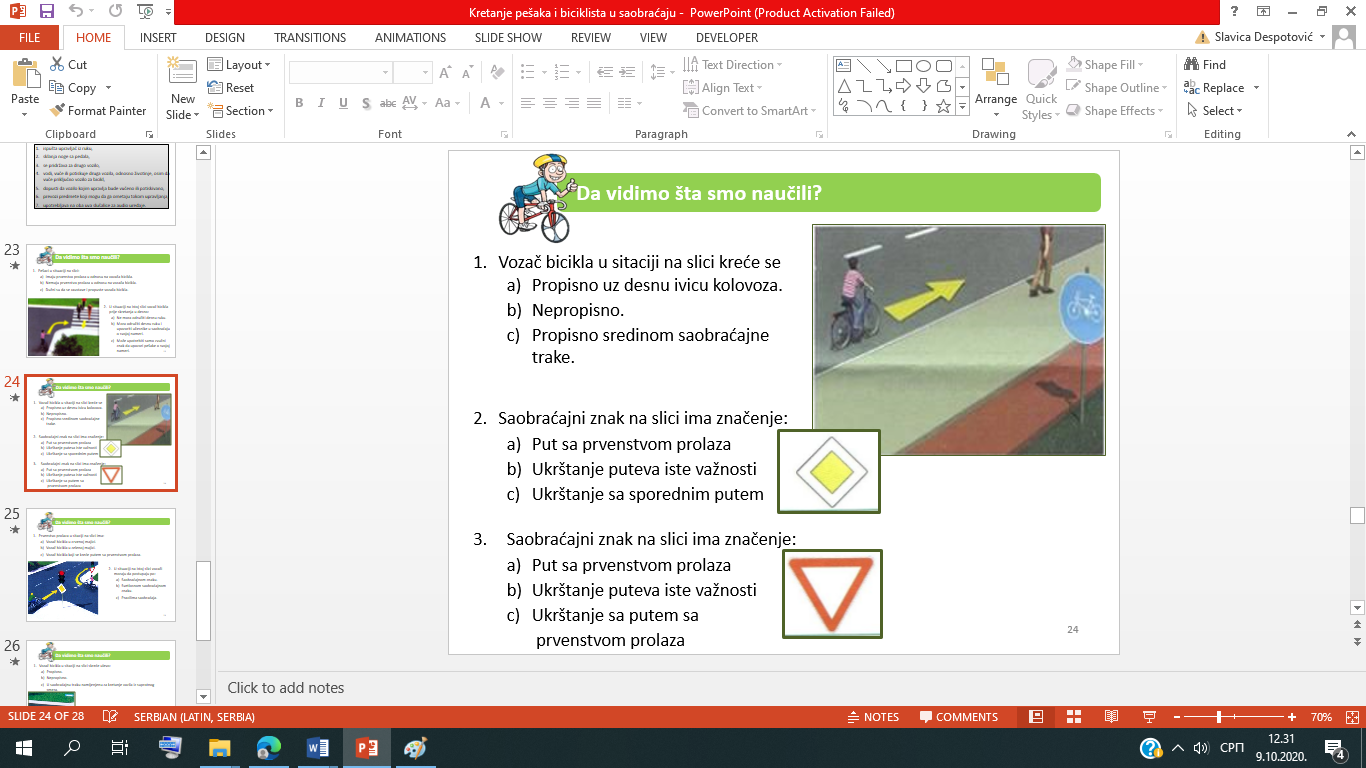 Kretanje pešaka i biciklista u saobraćaju - PowerPoint (Product Activation Failed)
FILE HOME INSERT DESIGN TRANSITIONS ANIMATIONS SLIDE SHOW REVIEW VIEW DEVELOPER Slavica Despotović
Paste
Cut
Copy
Format Painter
Clipboard
New Slide
Layout
Reset
Section
Slides
Font
Text Direction
Align Text
Convert to SmartArt
Paragraph
Arrange
Quick Styles
Shape Fill
Shape Outline
Shape Effects
Drawing
Find
Replace
Select
Editing
23
24
25
26
Da vidimo šta smo naučili?
1. Vozač bicikla u sitaciji na slici kreće se
a) Propisno uz desnu ivicu kolovoza.
b) Nepropisno.
c) Propisno sredinom saobraćajne
trake.
2. Saobraćajni znak na slici ima značenje:
a) Put sa prvenstvom prolaza
b) Ukrštanje puteva iste važnosti
c) Ukrštanje sa sporednim putem
3. Saobraćajni znak na slici ima značenje:
a) Put sa prvenstvom prolaza
b) Ukrštanje puteva iste važnosti
c) Ukrštanje sa putem sa
prvenstvom prolaza
24
Click to add notes
SLIDE 24 OF 28 SERBIAN (LATIN, SERBIA) NOTES COMMENTS 70%
СРП 12.31
9.10.2020.
4